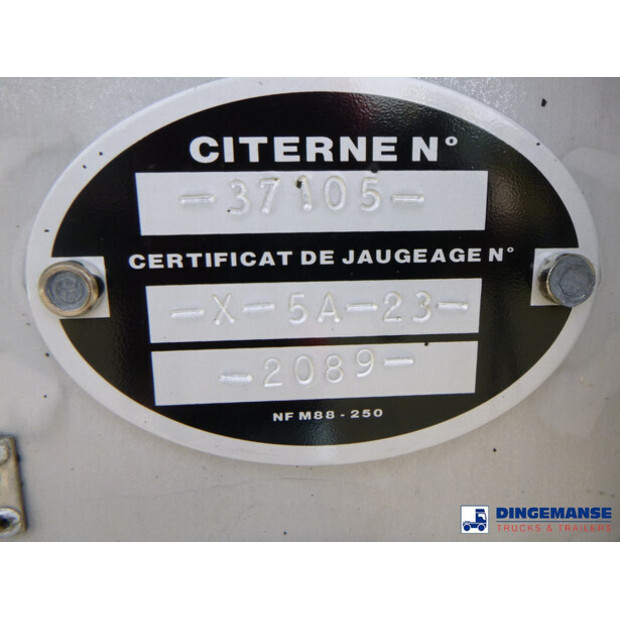 CITERNE N°
-37105-
CERTIFICAT DE JAUGEAGE N°
-X-5A-23-
-2089-
NF M88 - 250
DINGEMANSE
TRUCKS & TRAILERS